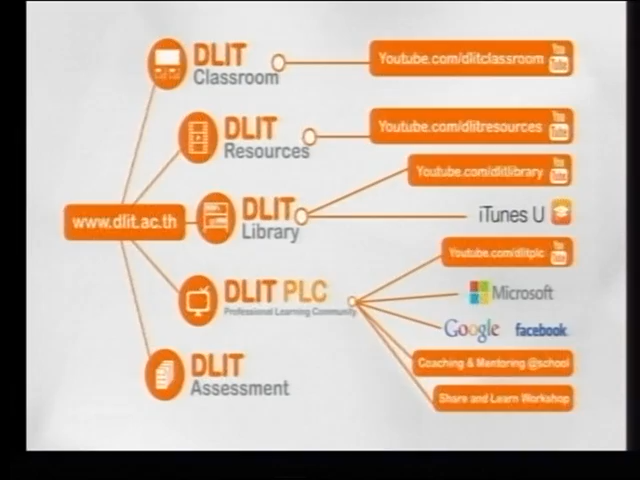 DLIT
Classroom
Youtube.com/dlitclassroom
You
Tube
DLIT
Resources
Youtube.com/dlitresources
You
Tube
www.dlit.ac.th
DLIT
Library
Youtube.com/dlitlibrary
You
Tube
iTunes U
DLIT PLC
Professional Learning Community
Youtube.com/dlitplc
You
Tube
Microsoft
Google
facebook.
Coaching & Mentoring @school
Share and Learn Workshop
DLIT
Assessment